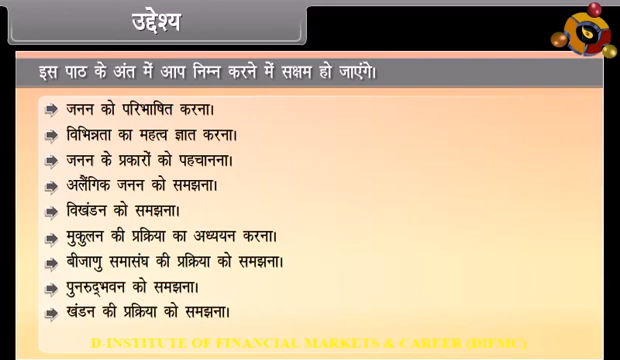 उद्देश्य
इस पाठ के अंत में आप निम्न करने में सक्षम हो जाएंगे।
जनन को परिभाषित करना।
विभिन्नता का महत्व ज्ञात करना।
जनन के प्रकारों को पहचानना।
अलैंगिक जनन को समझना।
विखंडन को समझना।
मुकुलन की प्रक्रिया का अध्ययन करना।
बीजाणु समासंघ की प्रक्रिया को समझना।
पुनरुद्‌भवन को समझना।
खंडन की प्रक्रिया को समझना।
D-INSTITUTE OF FINANCIAL MARKETS & CAREER (DIFMC)